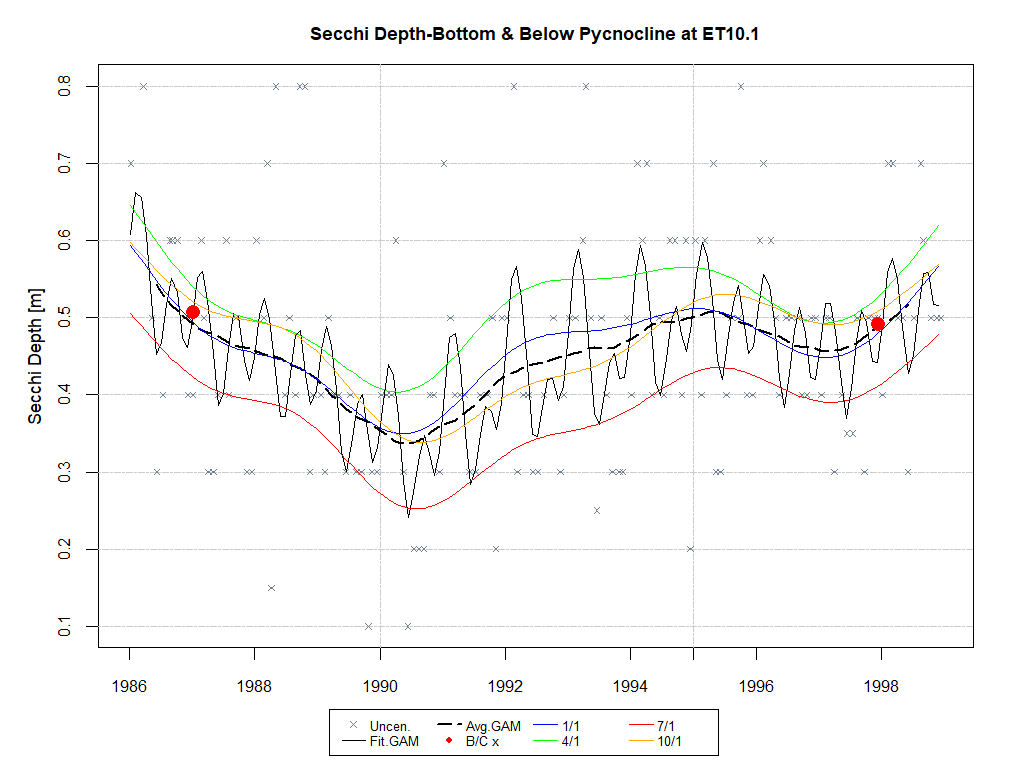 Secchi Depth-Bottom & Below Pycnocline at ET10.1
Secchi Depth [m]
0.8
0.7
0.6
0.5
0.4
0.3
0.2
0.1
1986 1988 1990 1992 1994 1996 1998
Uncen. Avg.GAM 1/1 7/1
Fit.GAM B/C x 4/1 10/1